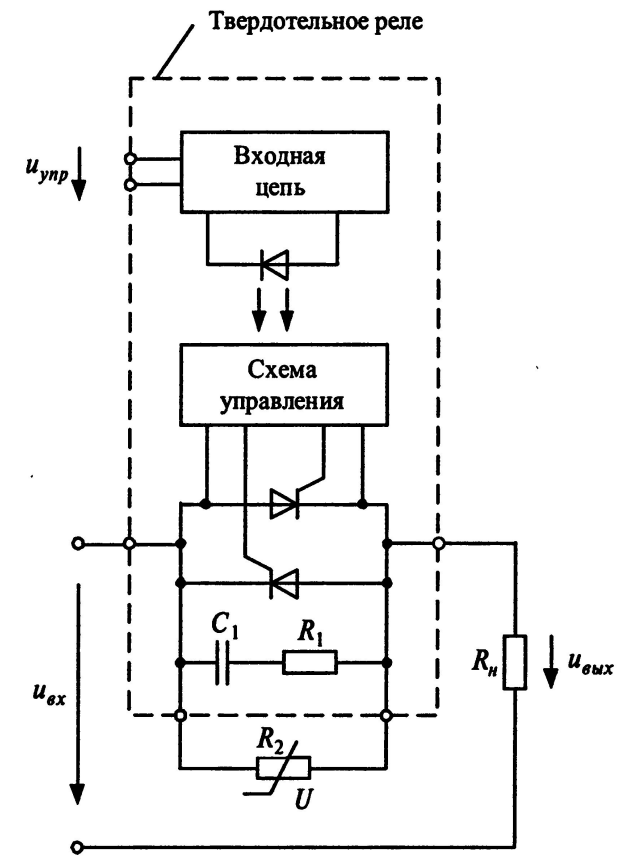 Твердотельное реле
u упр
Входная
цепь
Схема
управления
C1
R1
Rн
u вых
u вх
R2
U